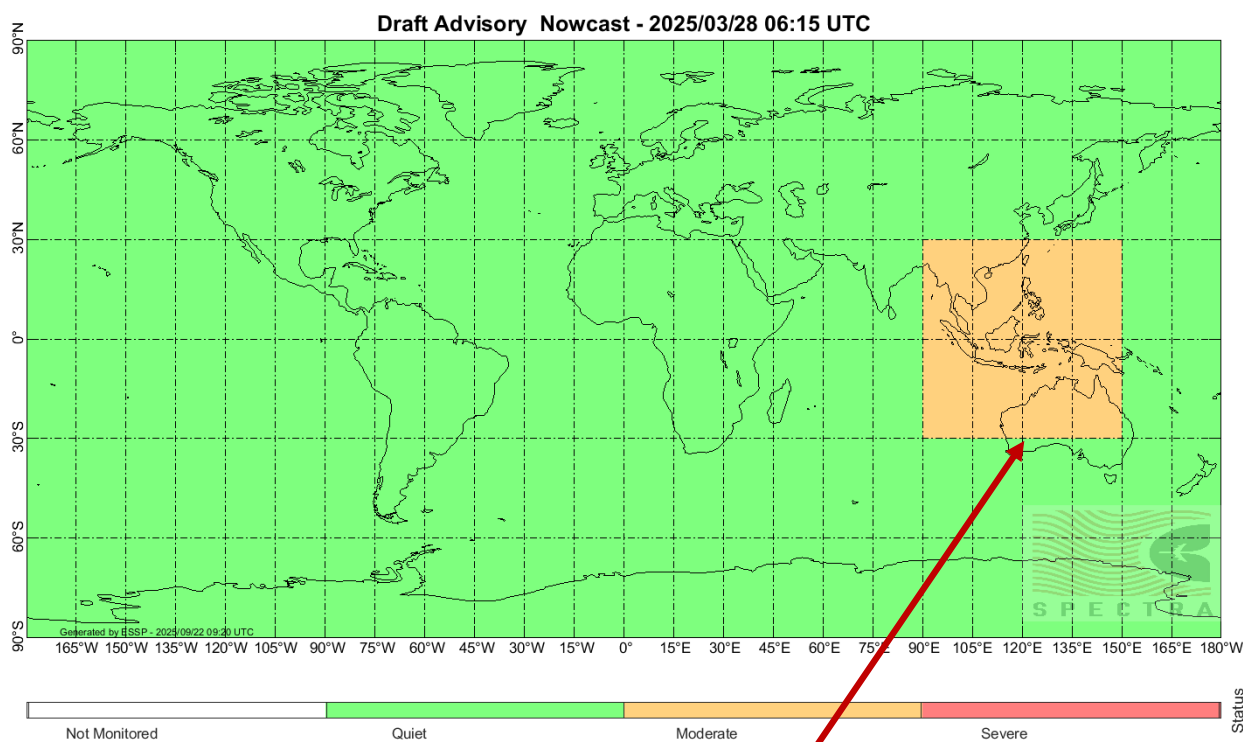 Draft Advisory  Nowcast - 2025/03/28 06:15 UTC
90°N
60°N
30°N
0°
30°S
60°S
90°S
SPECTRA
Generated by ESSP - 2025/09/22 09:20 UTC
165°W 150°W 135°W 120°W 105°W 90°W 75°W 60°W 45°W 30°W 15°W 0° 15°E 30°E 45°E 60°E 75°E 90°E 105°E 120°E 135°E 150°E 165°E 180°W
Status
Not Monitored Quiet Moderate Severe